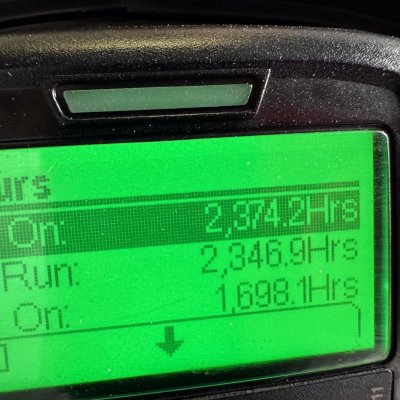 urs
On: 2,374.2Hrs
Run: 2,346.9Hrs
On: 1,698.1Hrs